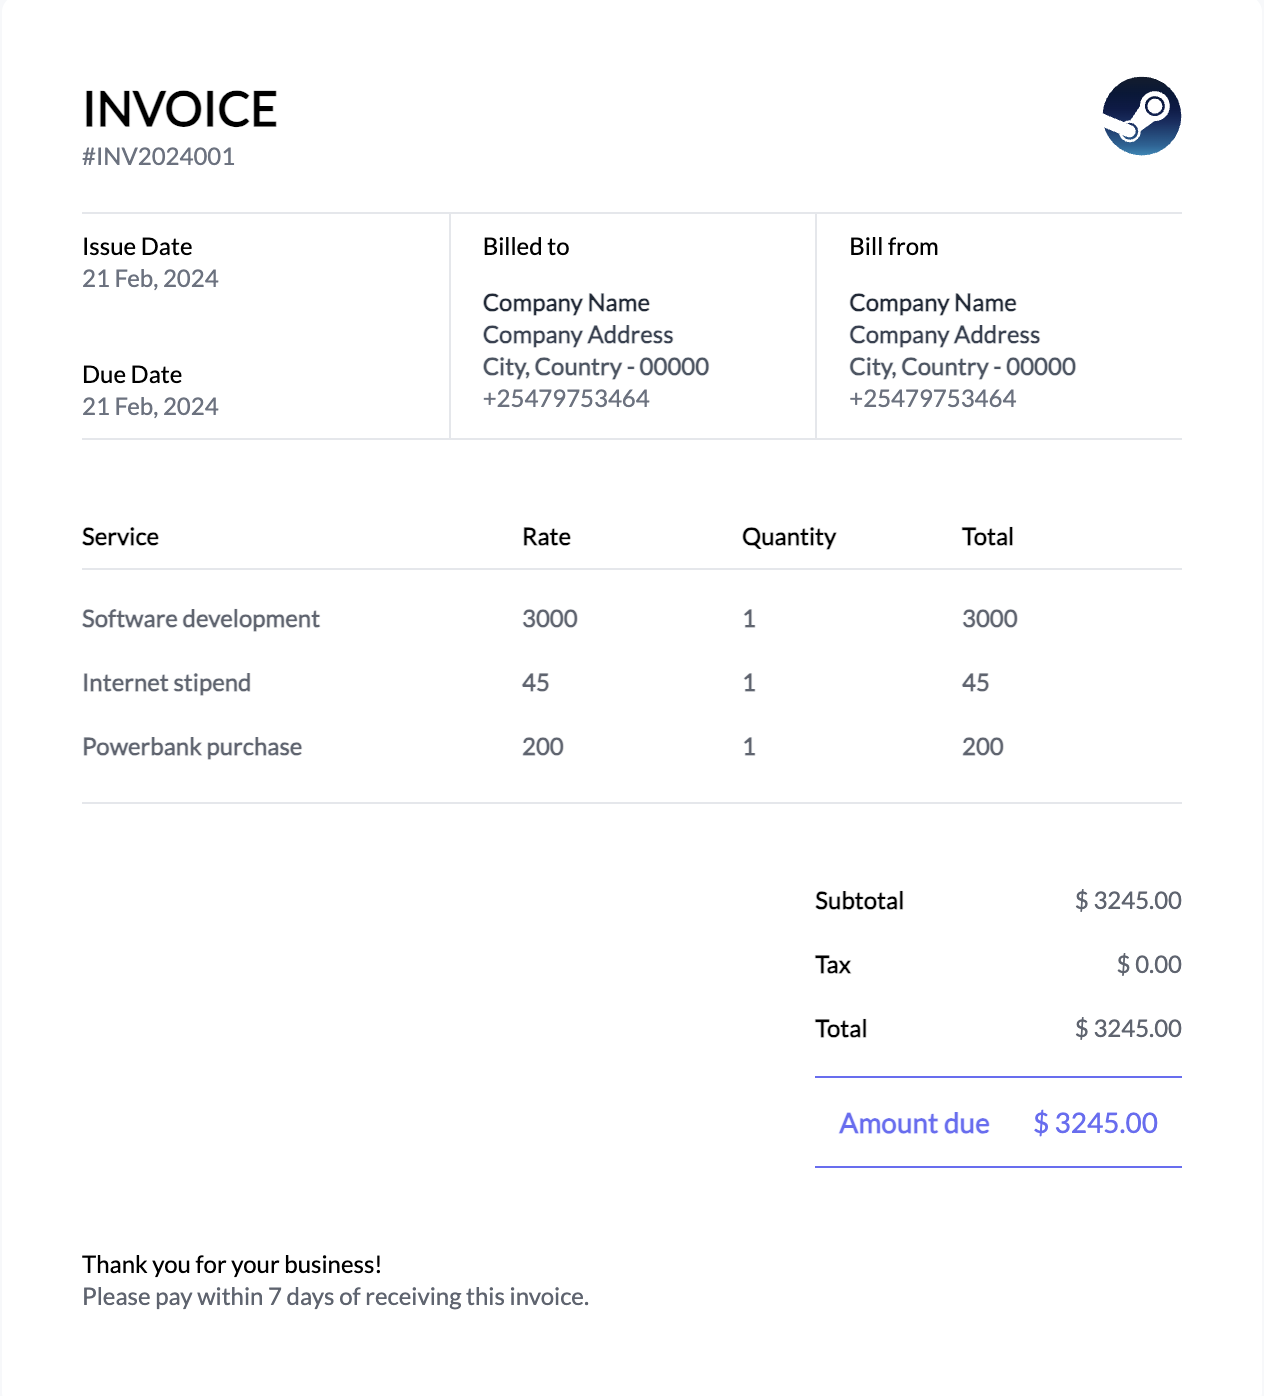 INVOICE
#INV2024001
Issue Date
21 Feb, 2024
Due Date
21 Feb, 2024
Billed to
Company Name
Company Address
City, Country - 00000
+25479753464
Bill from
Company Name
Company Address
City, Country - 00000
+25479753464
Service Rate Quantity Total
Software development 3000 1 3000
Internet stipend 45 1 45
Powerbank purchase 200 1 200
Subtotal $ 3245.00
Tax $ 0.00
Total $ 3245.00
Amount due $ 3245.00
Thank you for your business!
Please pay within 7 days of receiving this invoice.